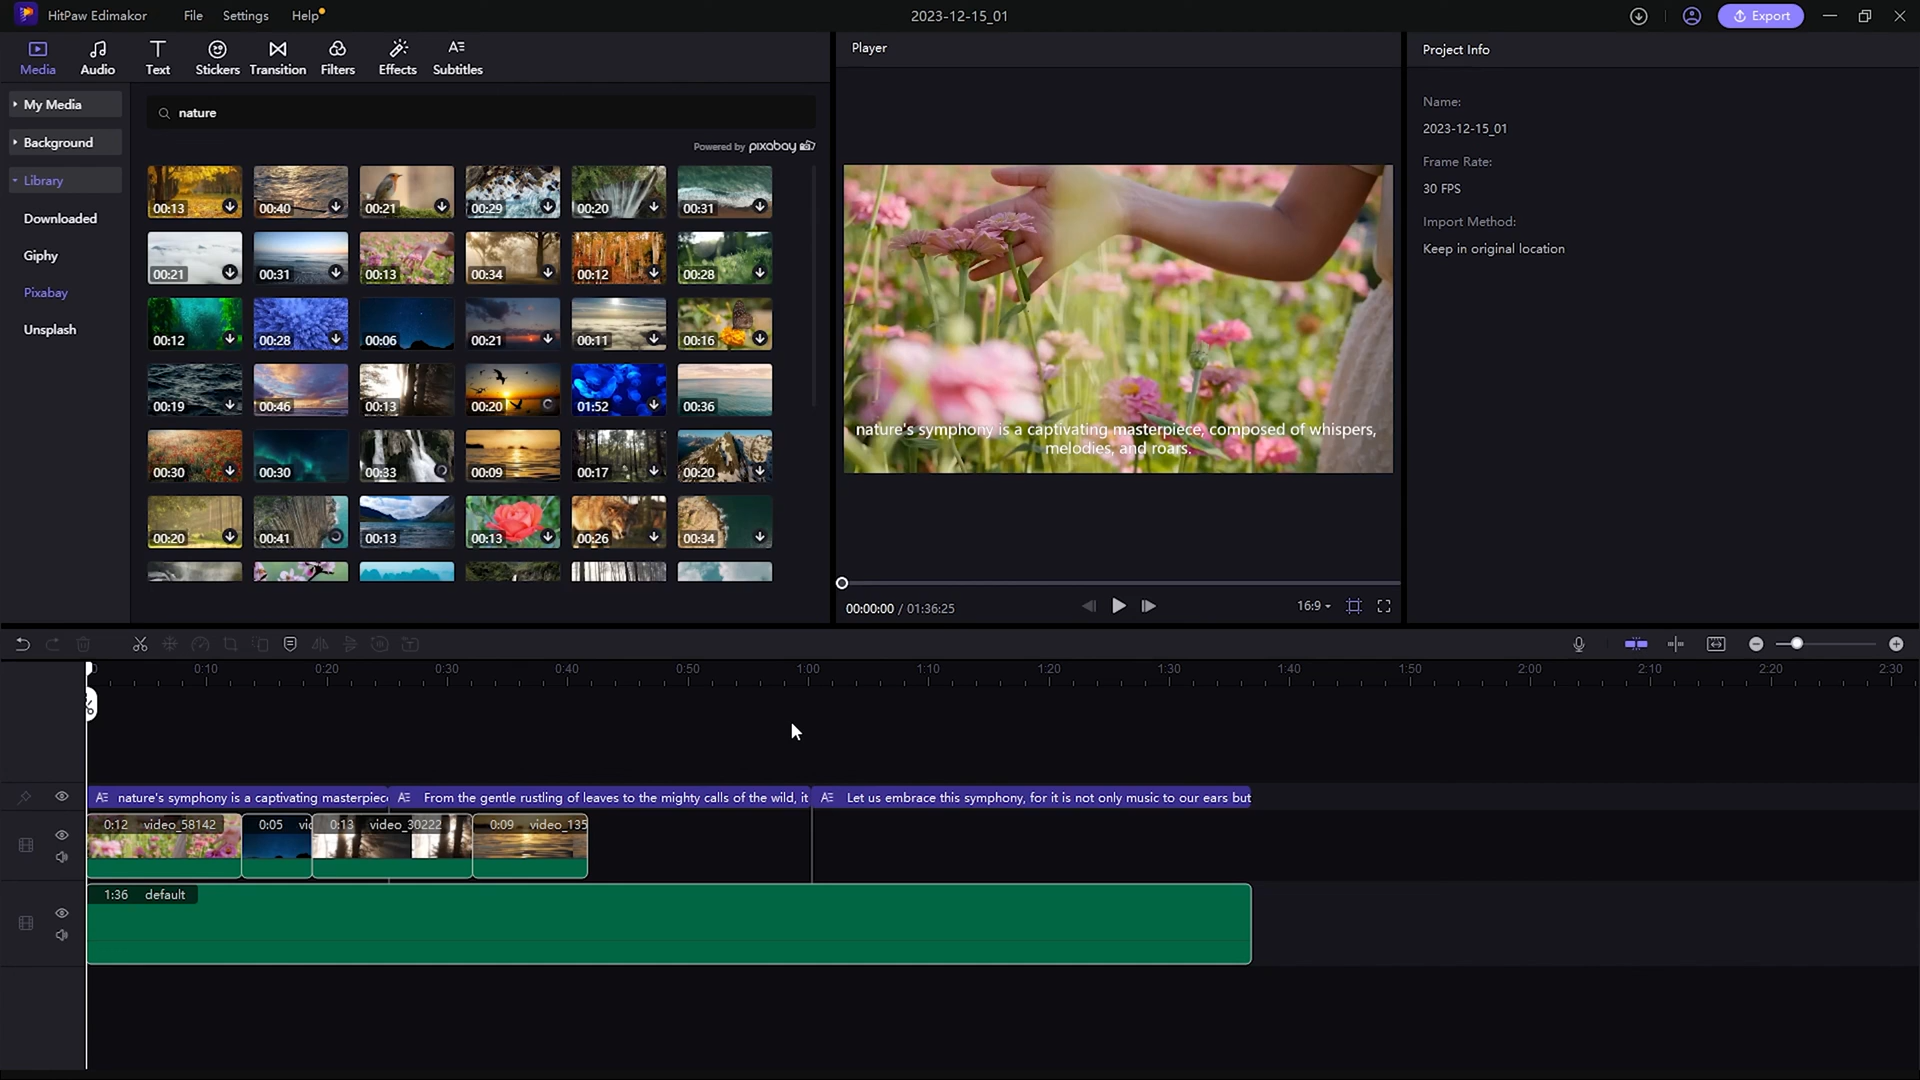 HitPaw Edimakor
File
Settings
Help
2023-12-15_01
Export
Media
Audio
Text
Stickers
Transition
Filters
Effects
Subtitles
Player
Project Info
My Media
Background
Library
Downloaded
Giphy
Pixabay
Unsplash
nature
Powered by pixabay
00:13
00:40
00:21
00:29
00:20
00:31
00:21
00:31
00:13
00:34
00:12
00:28
00:12
00:28
00:06
00:21
00:11
00:16
00:19
00:46
00:13
00:20
01:52
00:36
00:30
00:30
00:33
00:09
00:17
00:20
00:20
00:41
00:13
00:13
00:26
00:34
nature's symphony is a captivating masterpiece, composed of whispers,
melodies, and roars.
00:00:00 / 01:36:25
16:9
Name:
2023-12-15_01
Frame Rate:
30 FPS
Import Method:
Keep in original location
0:10
0:20
0:30
0:40
0:50
1:00
1:10
1:20
1:30
1:40
1:50
2:00
2:10
2:20
2:30
nature's symphony is a captivating masterpiec
From the gentle rustling of leaves to the mighty calls of the wild, it
Let us embrace this symphony, for it is not only music to our ears but
0:12 video_58142
0:05 vi
0:13 video_30222
0:09 video_135
1:36 default